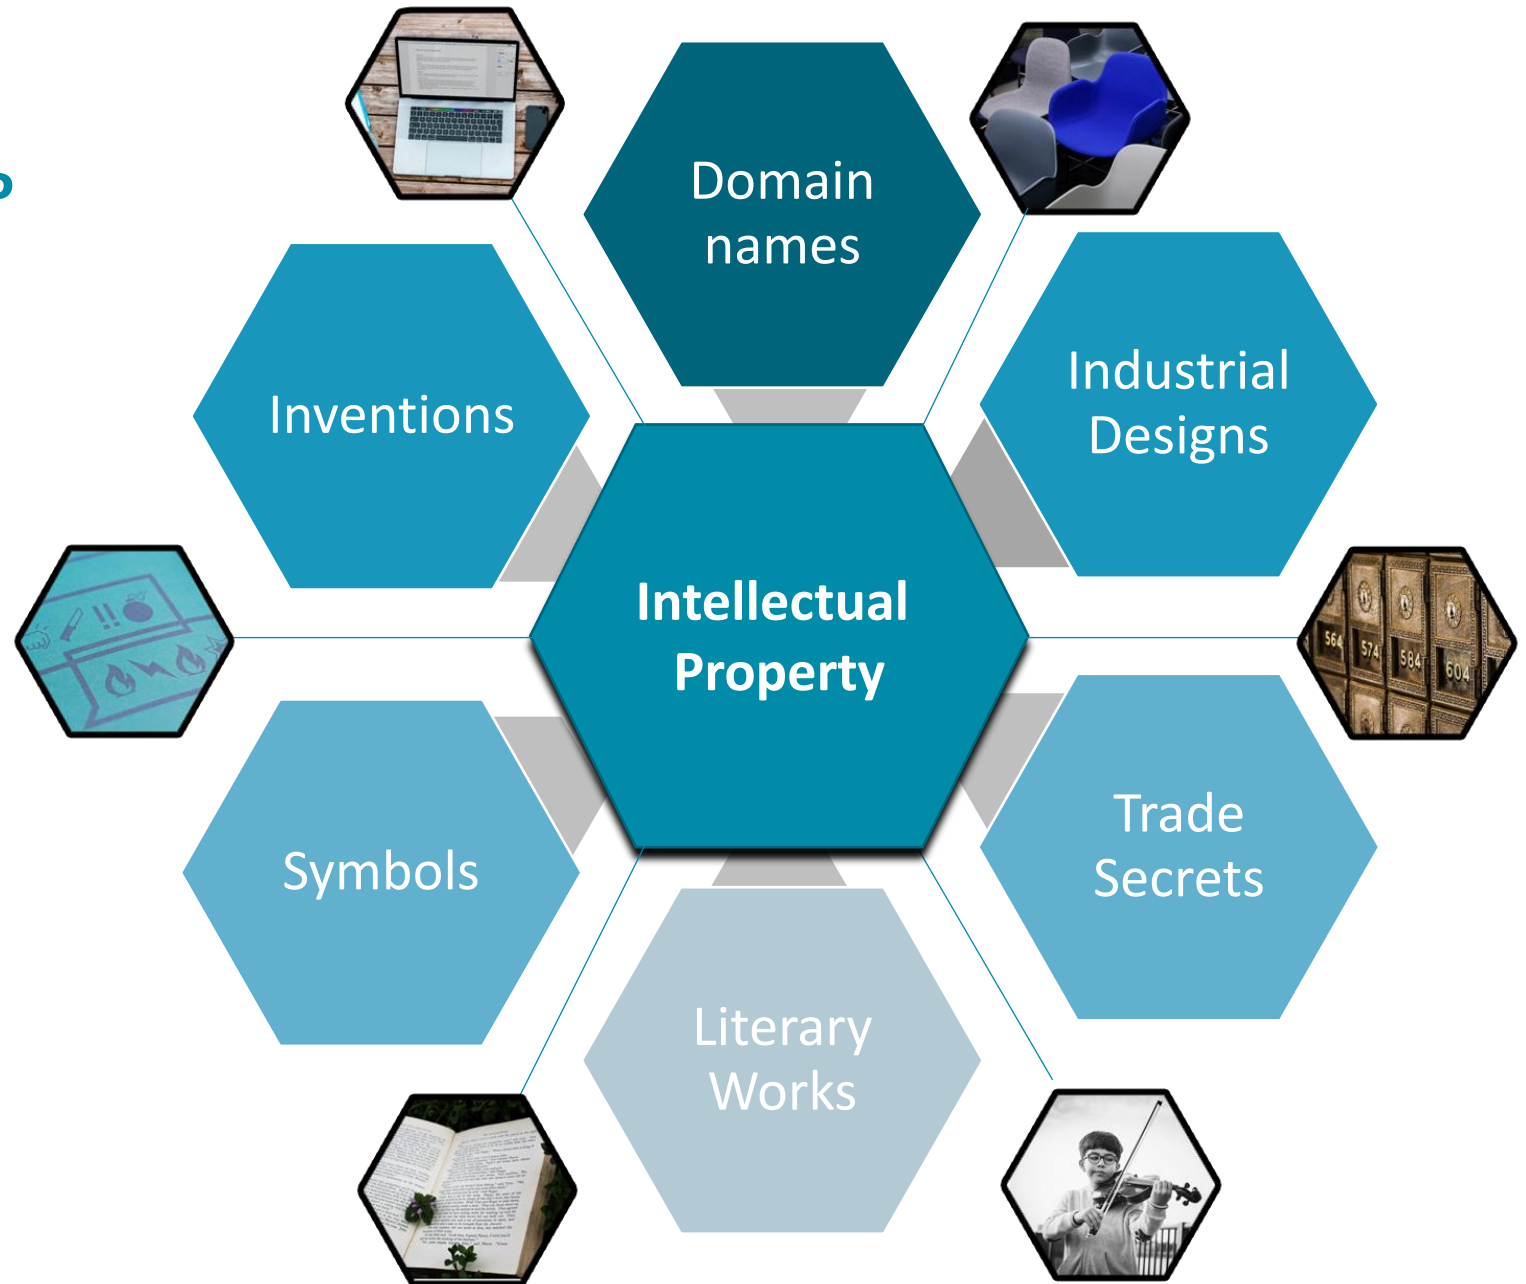 Domain
names
Industrial
Designs
Inventions
Intellectual
Property
Trade
Secrets
Symbols
Literary
Works
564
574
584
604
!!